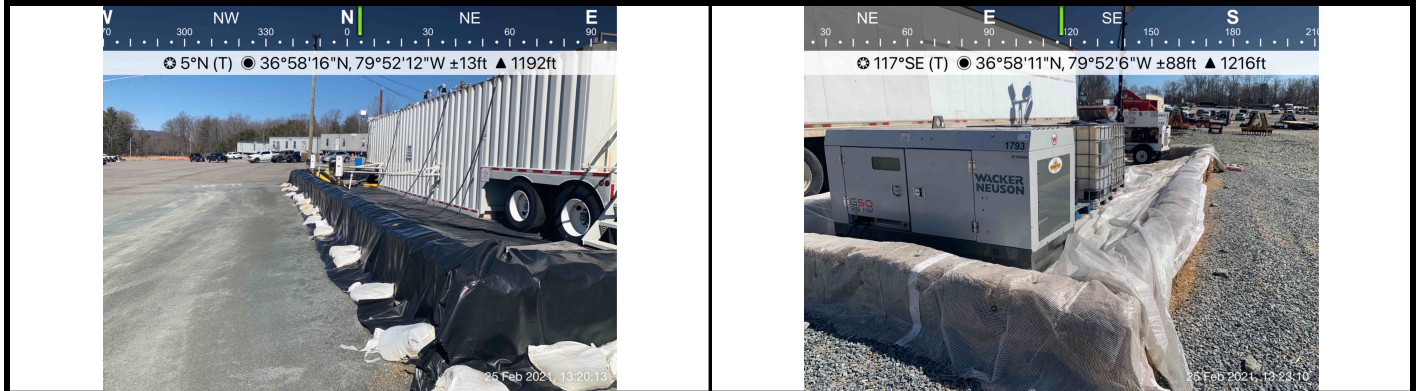 W NW N NE E
70 300 330 0 30 60 90
5°N (T) 36°58'16"N, 79°52'12"W ±13ft ▲ 1192ft
25 Feb 2021, 13:20:13
NE E SE S
30 60 90 120 150 180 210
117°SE (T) 36°58'11"N, 79°52'6"W ±88ft ▲ 1216ft
1793
WACKER
NEUSON
G50
25 Feb 2021, 13:23:10